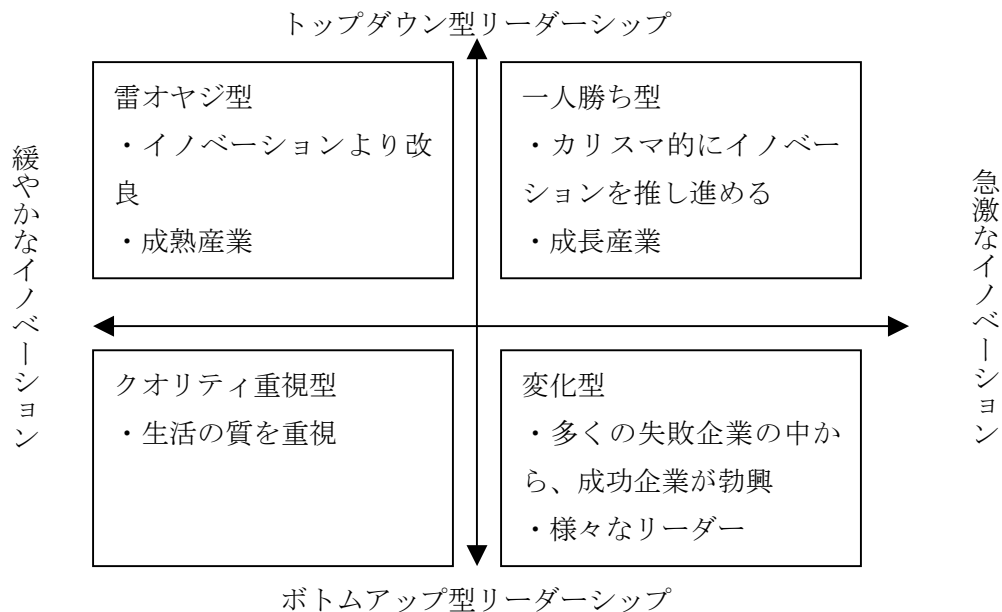 トップダウン型リーダーシップ
雷オヤジ型
・イノベーションより改
良
・成熟産業
一人勝ち型
・カリスマ的にイノベー
ションを推し進める
・成長産業
緩やかなイノベーション
急激なイノベーション
クオリティ重視型
・生活の質を重視
変化型
・多くの失敗企業の中か
ら、成功企業が勃興
・様々なリーダー
ボトムアップ型リーダーシップ